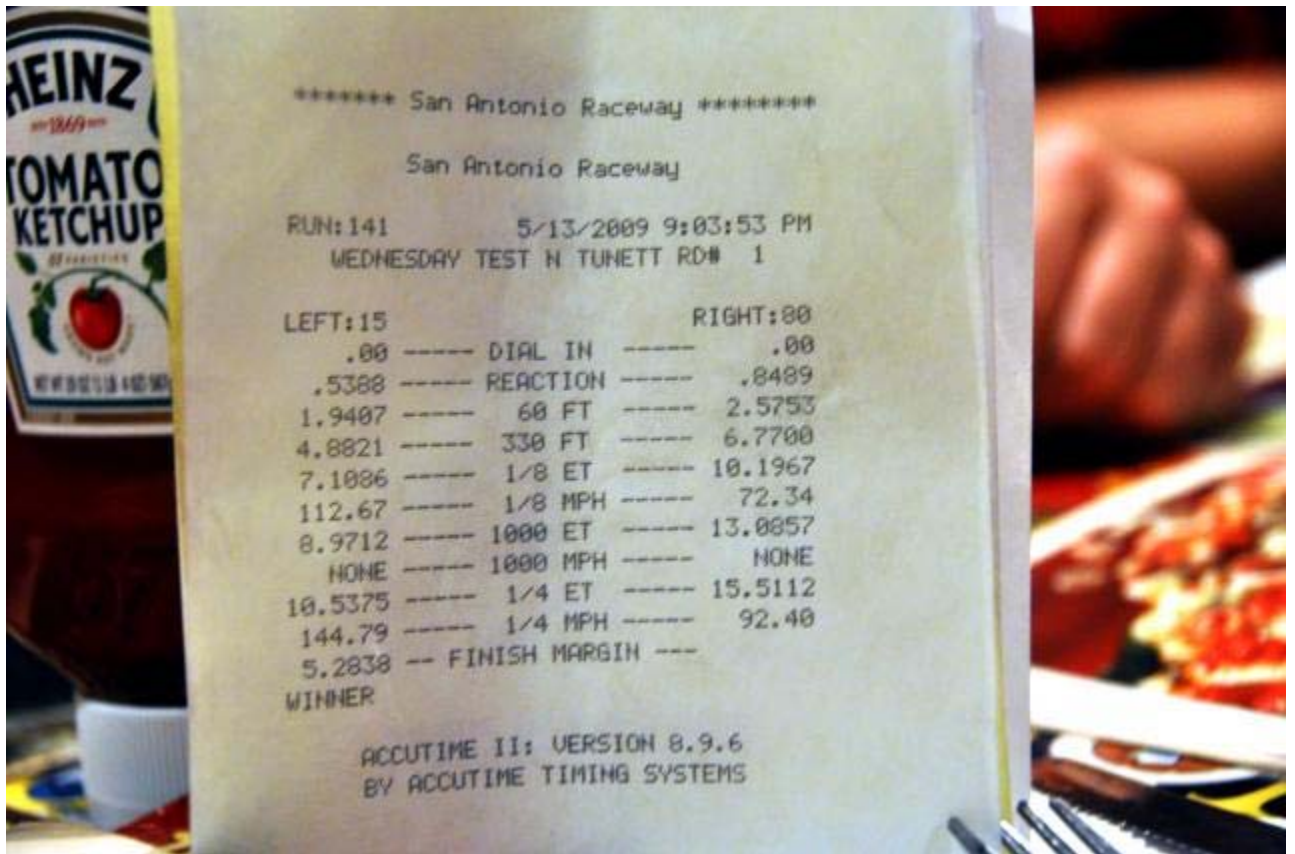 HEINZ
1869
TOMATO
KETCHUP
******* San Antonio Raceway ********
San Antonio Raceway
RUN:141 5/13/2009 9:03:53 PM
WEDNESDAY TEST N TUNETT RD# 1
LEFT:15 RIGHT:80
.00 ----- DIAL IN ----- .00
.5388 ----- REACTION ----- .8489
1.9407 ----- 60 FT ----- 2.5753
4.8821 ----- 330 FT ----- 6.7700
7.1086 ----- 1/8 ET ----- 10.1967
112.67 ----- 1/8 MPH ----- 72.34
8.9712 ----- 1000 ET ----- 13.0857
NONE ----- 1000 MPH ----- NONE
10.5375 ----- 1/4 ET ----- 15.5112
144.79 ----- 1/4 MPH ----- 92.40
5.2838 -- FINISH MARGIN ---
WINNER
ACCUTIME II: VERSION 8.9.6
BY ACCUTIME TIMING SYSTEMS